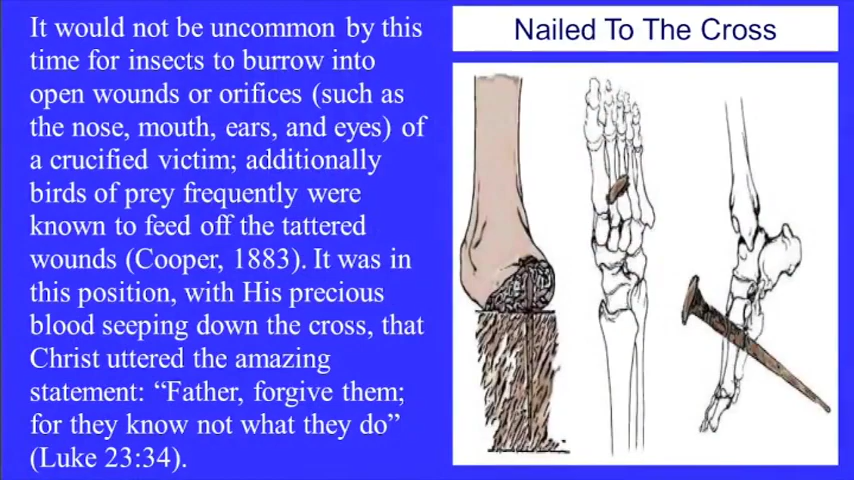 It would not be uncommon by this
time for insects to burrow into
open wounds or orifices (such as
the nose, mouth, ears, and eyes) of
a crucified victim; additionally
birds of prey frequently were
known to feed off the tattered
wounds (Cooper, 1883). It was in
this position, with His precious
blood seeping down the cross, that
Christ uttered the amazing
statement: “Father, forgive them;
for they know not what they do”
(Luke 23:34).
Nailed To The Cross